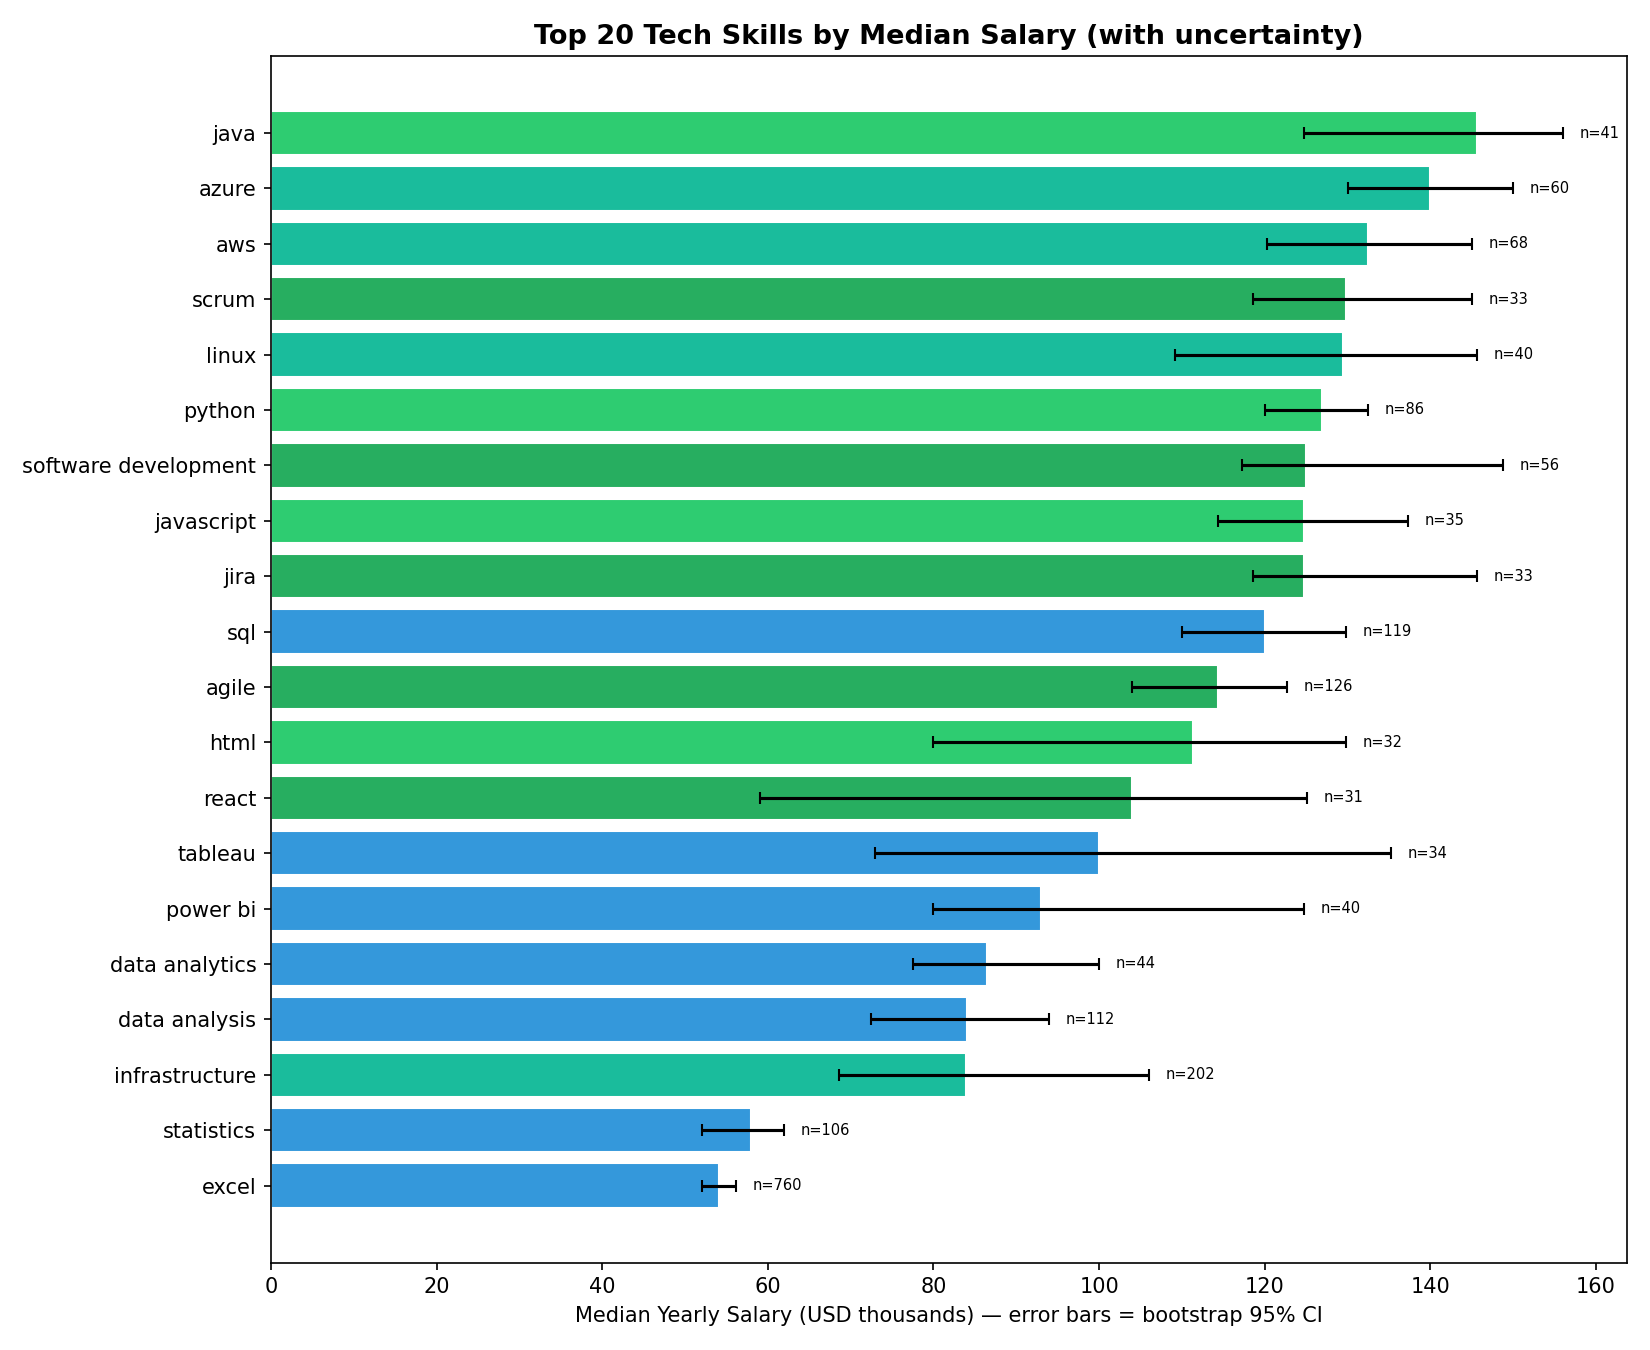 Top 20 Tech Skills by Median Salary (with uncertainty)
java n=41
azure n=60
aws n=68
scrum n=33
linux n=40
python n=86
software development n=56
javascript n=35
jira n=33
sql n=119
agile n=126
html n=32
react n=31
tableau n=34
power bi n=40
data analytics n=44
data analysis n=112
infrastructure n=202
statistics n=106
excel n=760
0 20 40 60 80 100 120 140 160
Median Yearly Salary (USD thousands) — error bars = bootstrap 95% CI